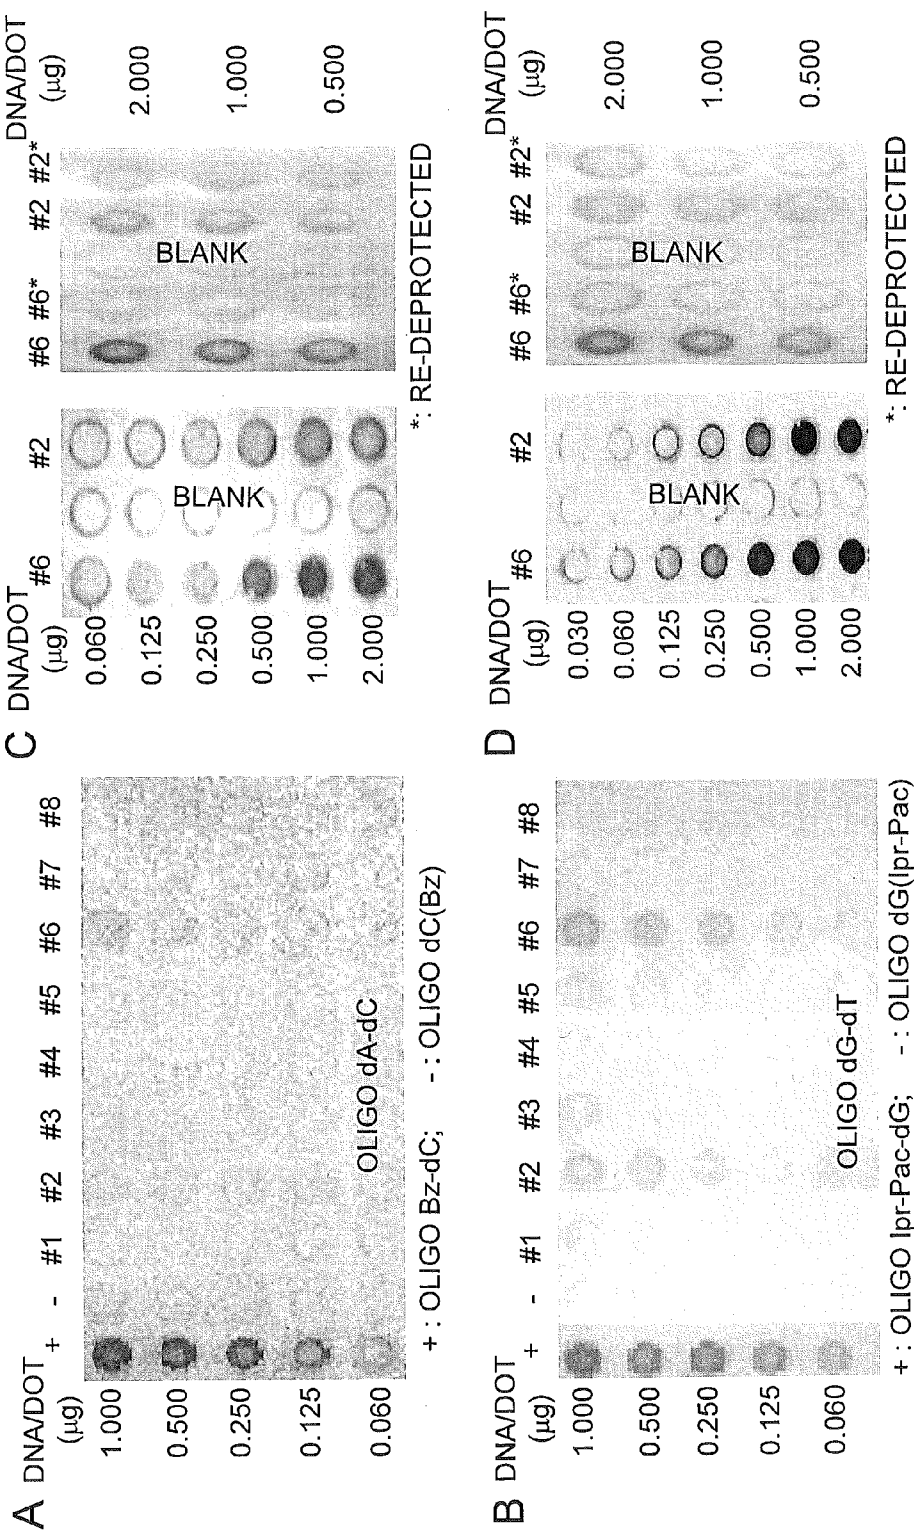 A
DNA/DOT
(µg)
+ - #1 #2 #3 #4 #5 #6 #7 #8
1.000
0.500
0.250
0.125
0.060
OLIGO dA-dC
+ : OLIGO Bz-dC; - : OLIGO dC(Bz)
B
DNA/DOT
(µg)
+ - #1 #2 #3 #4 #5 #6 #7 #8
1.000
0.500
0.250
0.125
0.060
OLIGO dG-dT
+ : OLIGO Ipr-Pac-dG; - : OLIGO dG(Ipr-Pac)
C
DNA/DOT
(µg)
#6 #2
0.060
0.125
0.250
0.500
1.000
2.000
BLANK
#6 #6* #2 #2*
BLANK
DNA/DOT
(µg)
2.000
1.000
0.500
*: RE-DEPROTECTED
D
DNA/DOT
(µg)
#6 #2
0.030
0.060
0.125
0.250
0.500
1.000
2.000
BLANK
#6 #6* #2 #2*
BLANK
DNA/DOT
(µg)
2.000
1.000
0.500
*: RE-DEPROTECTED